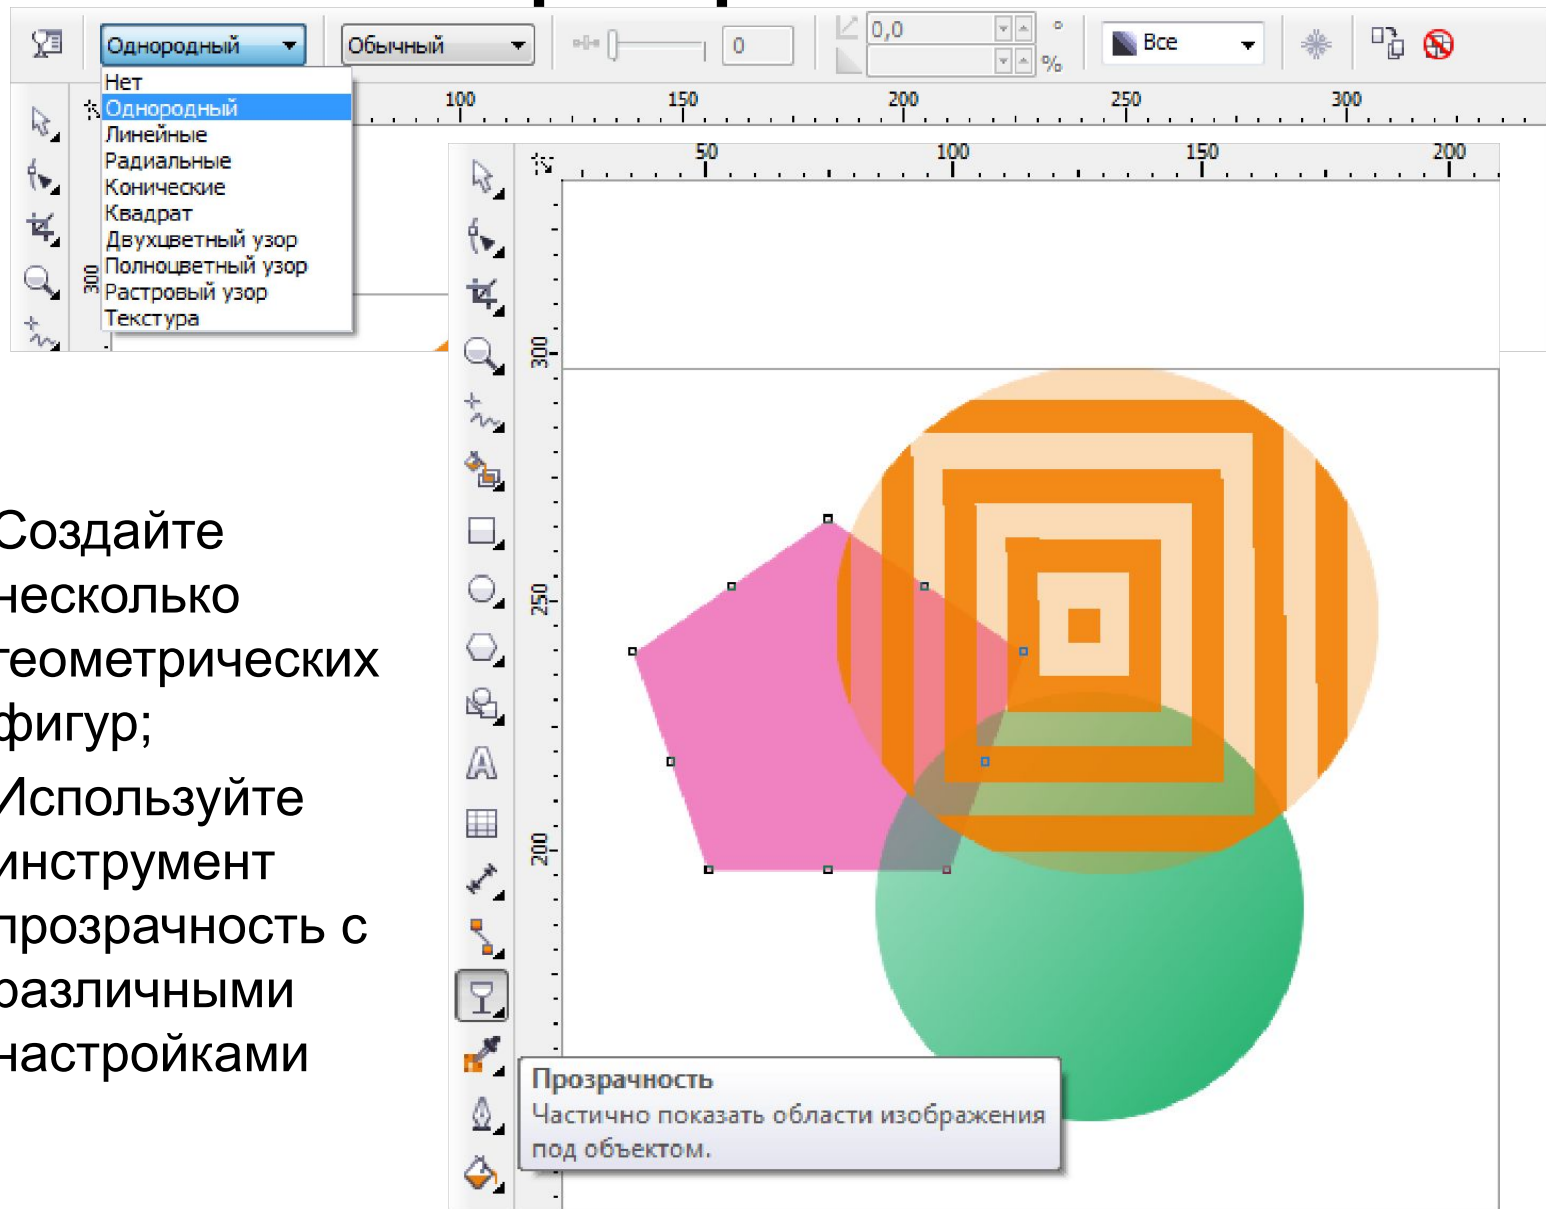 Однородный
Обычный
0
0,0
°
%
Все
Нет
Однородный
Линейные
Радиальные
Конические
Квадрат
Двухцветный узор
Полноцветный узор
Растровый узор
Текстура
100 150 200 250 300
300
50 100 150 200
300
250
200
Создайте
несколько
геометрических
фигур;
Используйте
инструмент
прозрачность с
различными
настройками
Прозрачность
Частично показать области изображения
под объектом.